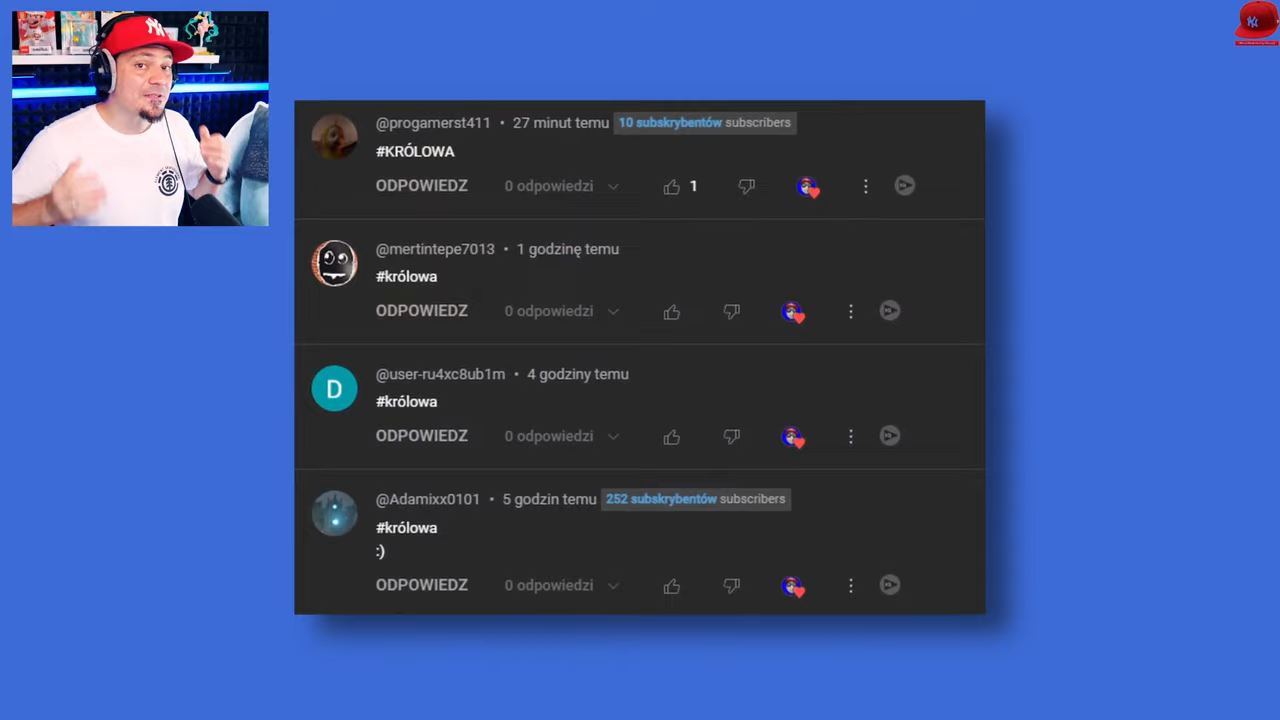 @progamerst411 • 27 minut temu 10 subskrybentów subscribers
#KRÓLOWA
ODPOWIEDZ 0 odpowiedzi 1
@mertintepe7013 • 1 godzinę temu
#królowa
ODPOWIEDZ 0 odpowiedzi
D @user-ru4xc8ub1m • 4 godziny temu
#królowa
ODPOWIEDZ 0 odpowiedzi
@Adamixx0101 • 5 godzin temu 252 subskrybentów subscribers
#królowa
:)
ODPOWIEDZ 0 odpowiedzi